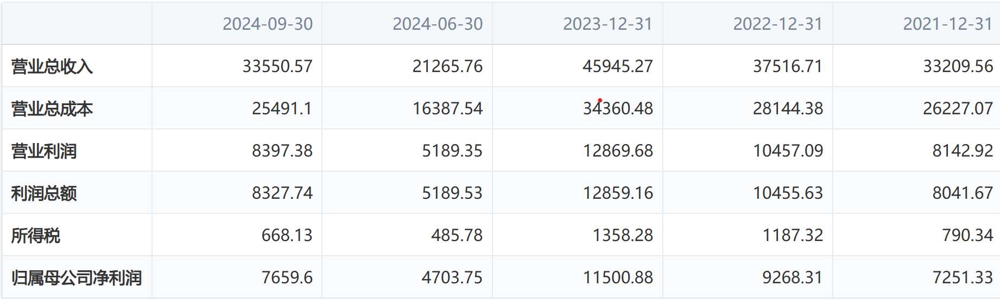 2024-09-30 2024-06-30 2023-12-31 2022-12-31 2021-12-31
营业总收入 33550.57 21265.76 45945.27 37516.71 33209.56
营业总成本 25491.1 16387.54 34360.48 28144.38 26227.07
营业利润 8397.38 5189.35 12869.68 10457.09 8142.92
利润总额 8327.74 5189.53 12859.16 10455.63 8041.67
所得税 668.13 485.78 1358.28 1187.32 790.34
归属母公司净利润 7659.6 4703.75 11500.88 9268.31 7251.33